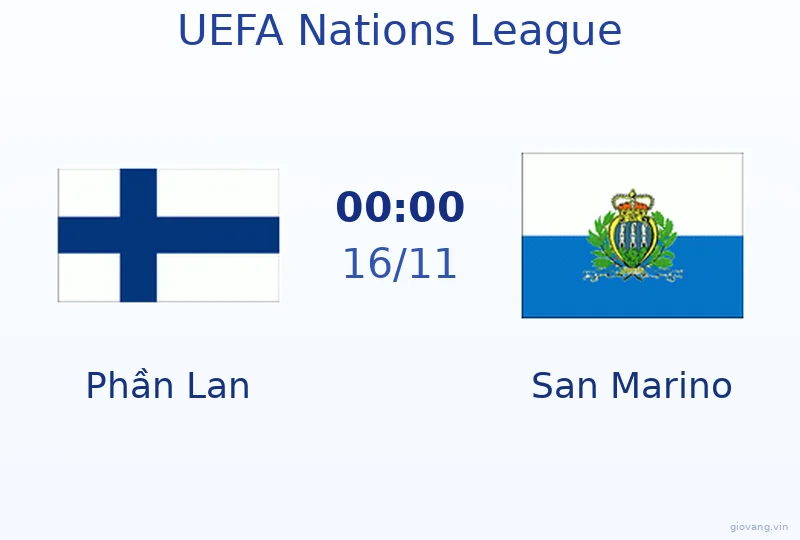 UEFA Nations League
00:00
16/11
Phần Lan
San Marino
giovang.vin